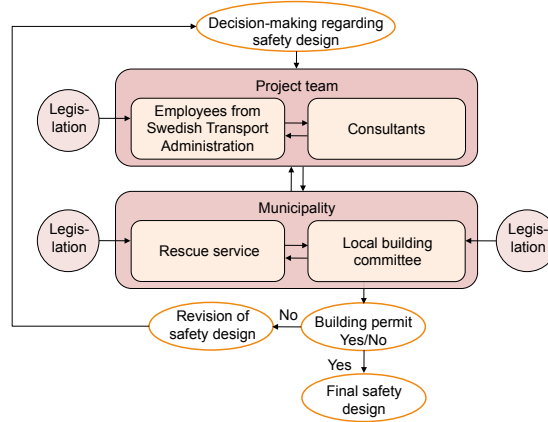 Decision-making regarding
safety design
Project team
Legis-
lation
Employees from
Swedish Transport
Administration
Consultants
Municipality
Legis-
lation
Rescue service
Local building
committee
Legis-
lation
Revision of
safety design
No
Building permit
Yes/No
Yes
Final safety
design